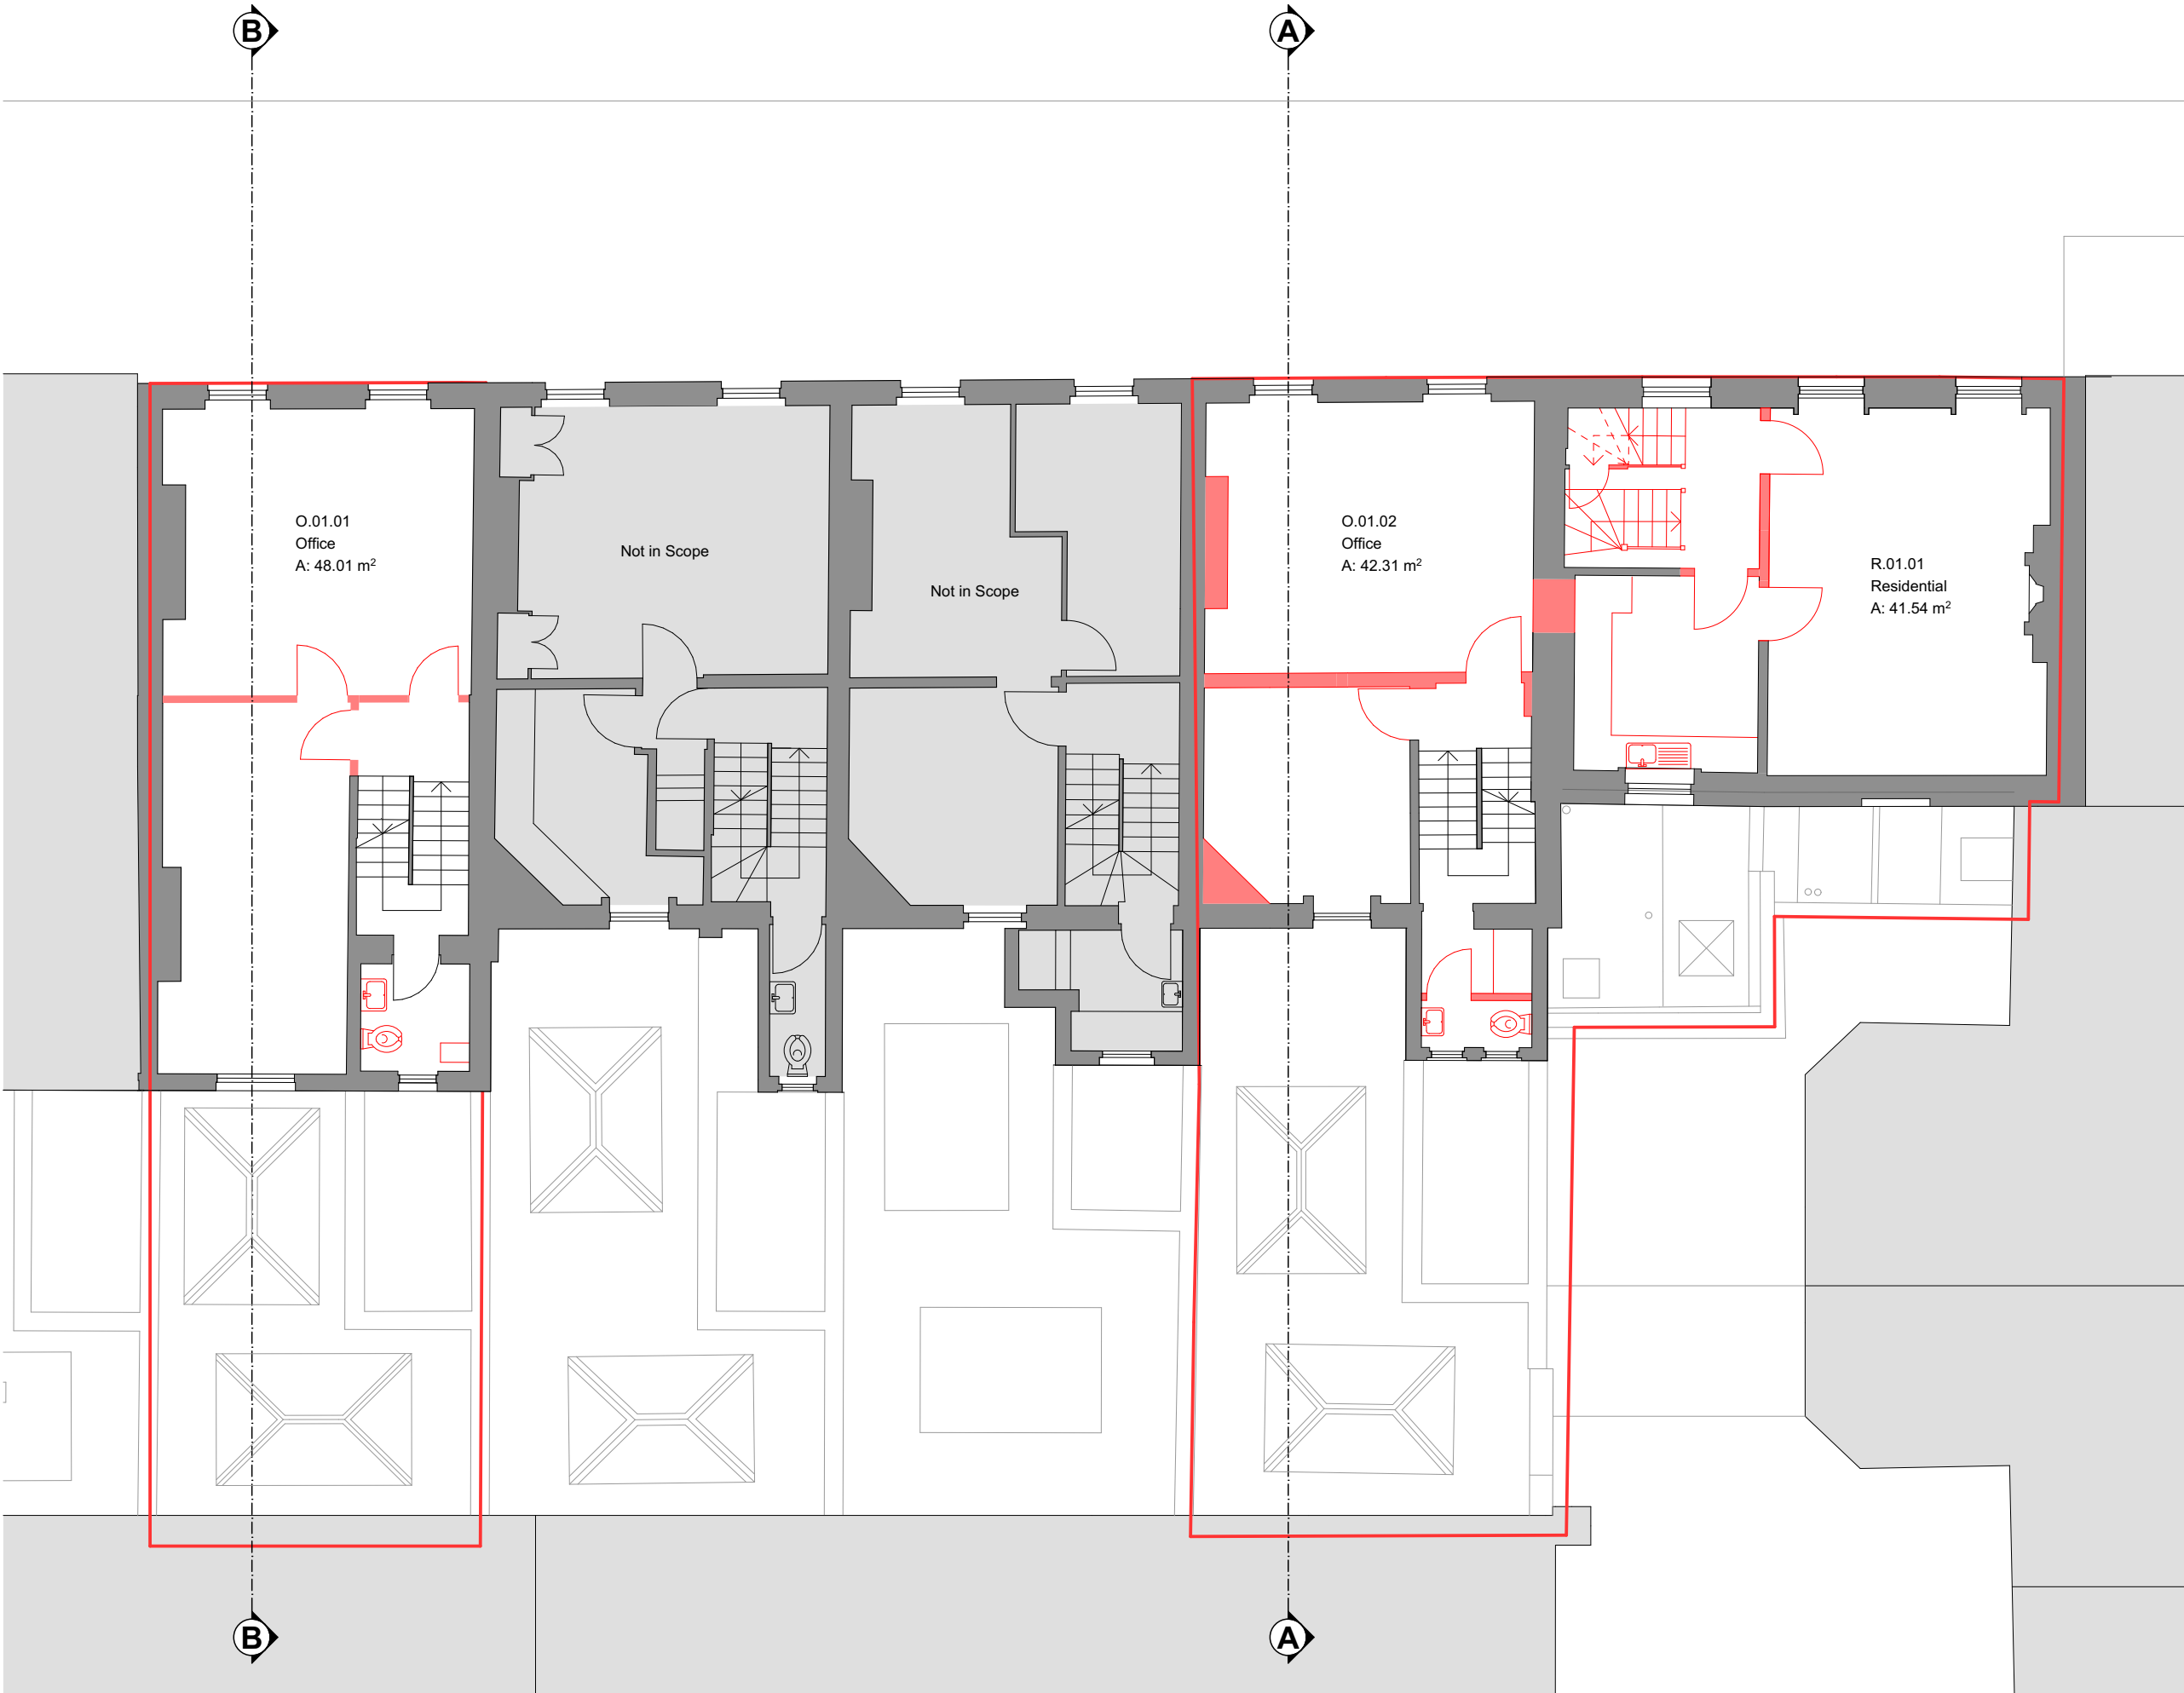 B
A
O.01.01
Office
A: 48.01 m²
Not in Scope
Not in Scope
O.01.02
Office
A: 42.31 m²
R.01.01
Residential
A: 41.54 m²
B
A